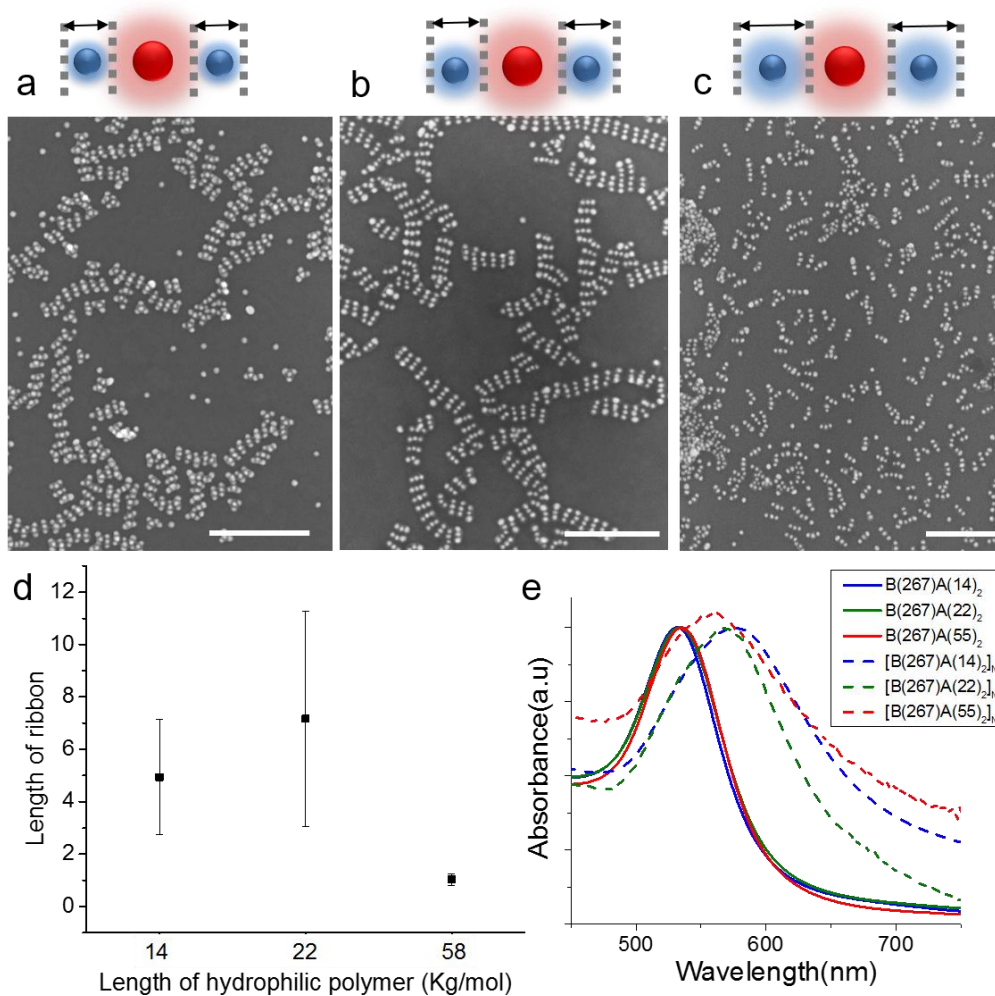 a
b
c
d
Length of ribbon
12
10
8
6
4
2
0
14
22
58
Length of hydrophilic polymer (Kg/mol)
e
Absorbance(a.u)
B(267)A(14)₂
B(267)A(22)₂
B(267)A(55)₂
[B(267)A(14)₂]
[B(267)A(22)₂]
[B(267)A(55)₂]
500
600
700
Wavelength(nm)